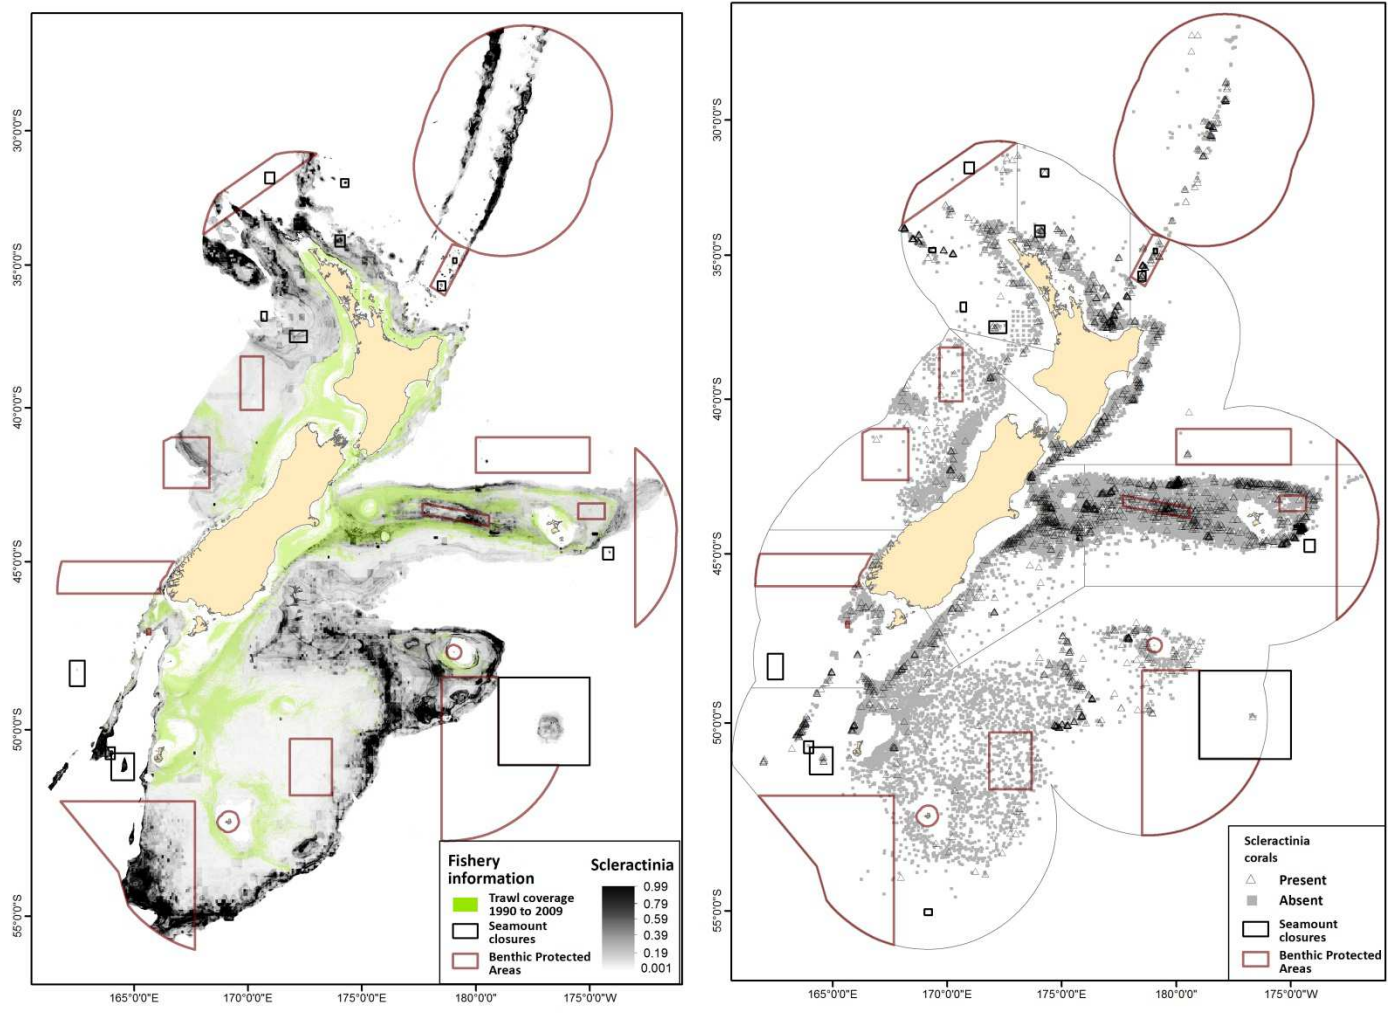 30°0'0"S
35°0'0"S
40°0'0"S
45°0'0"S
50°0'0"S
55°0'0"S
165°0'0"E
170°0'0"E
175°0'0"E
180°0'0"
175°0'0"W
Fishery
information
Trawl coverage
1990 to 2009
Seamount
closures
Benthic Protected
Areas
Scleractinia
0.99
0.79
0.59
0.39
0.19
0.001
30°0'0"S
35°0'0"S
40°0'0"S
45°0'0"S
50°0'0"S
55°0'0"S
165°0'0"E
170°0'0"E
175°0'0"E
180°0'0"
175°0'0"W
Scleractinia
corals
Present
Absent
Seamount
closures
Benthic Protected
Areas